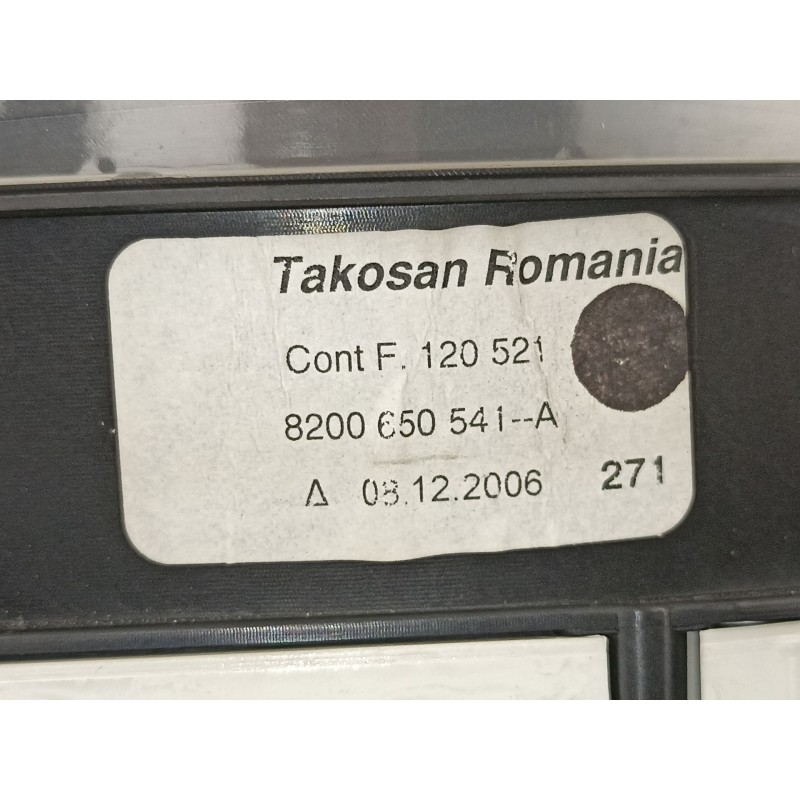 Takosan Romania
Cont F. 120 521
8200 650 541--A
Δ 08.12.2006 271